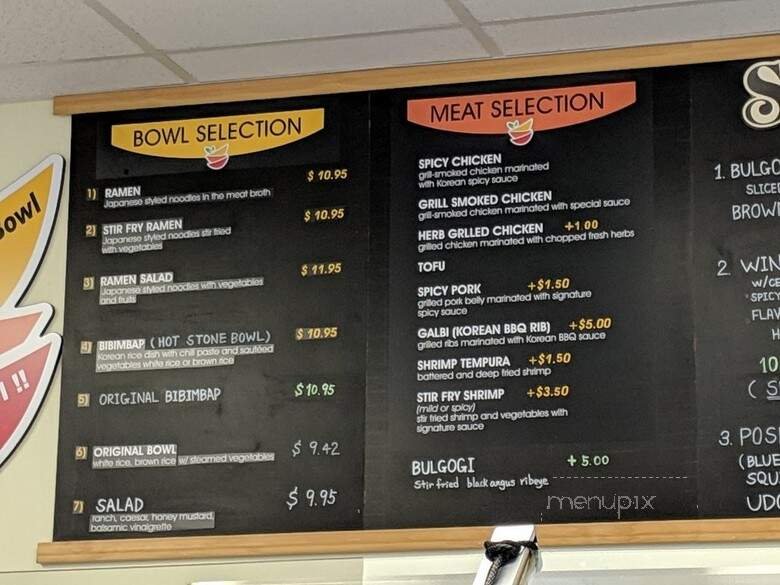 Bowl
!!
BOWL SELECTION
1) RAMEN $ 10.95
Japanese styled noodles in the meat broth
2) STIR FRY RAMEN $ 10.95
Japanese styled noodles stir fried
with vegetables
3) RAMEN SALAD $ 11.95
Japanese styled noodles with vegetables
and fruits
4) BIBIMBAP (HOT STONE BOWL) $ 10.95
Korean rice dish with chili paste and sautéed
vegetables white rice or brown rice
5) ORIGINAL BIBIMBAP $10.95
6) ORIGINAL BOWL $ 9.42
white rice, brown rice w/ steamed vegetables
7) SALAD $ 9.95
ranch, caesar, honey mustard,
balsamic vinaigrette
MEAT SELECTION
SPICY CHICKEN
grill-smoked chicken marinated
with Korean spicy sauce
GRILL SMOKED CHICKEN
grill-smoked chicken marinated with special sauce
HERB GRLLED CHICKEN +1.00
grilled chicken marinated with chopped fresh herbs
TOFU
SPICY PORK +$1.50
grilled pork belly marinated with signature
spicy sauce
GALBI (KOREAN BBQ RIB) +$5.00
grilled ribs marinated with Korean BBQ sauce
SHRIMP TEMPURA +$1.50
battered and deep fried shrimp
STIR FRY SHRIMP +$3.50
(mild or spicy)
stir fried shrimp and vegetables with
signature sauce
BULGOGI + 5.00
Stir fried black angus ribeye
menupix
S
1. BULGO
SLICE
BROW
2 WIN
W/CE
SPICY
FLAV
H
10
(S
3. POS
(BLUE
SQU
UDO